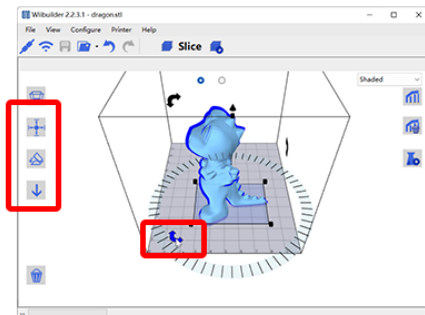 Wiibuilder 2.2.3.1 - dragon.stl
File View Configure Printer Help
Slice
Shaded